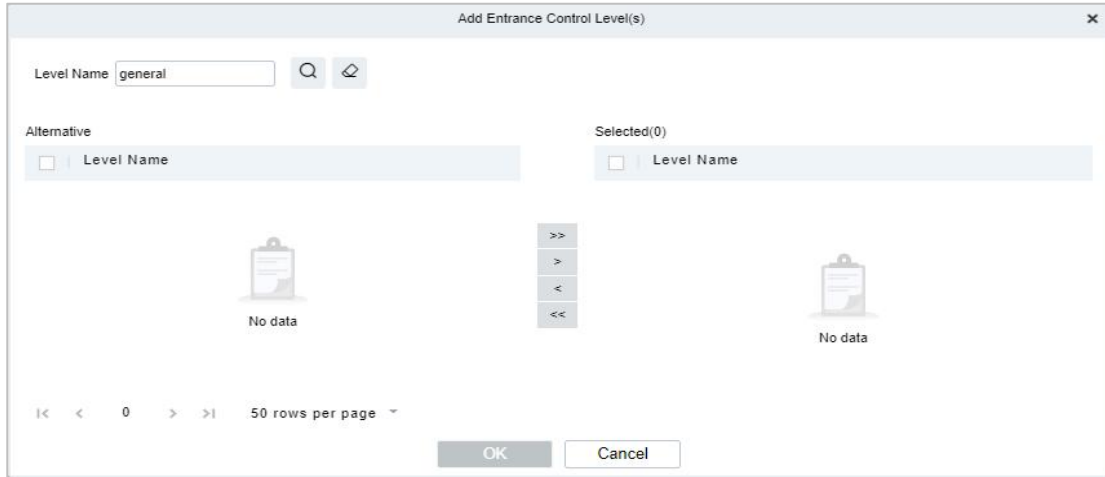 Add Entrance Control Level(s)
Level Name general
Alternative
Selected(0)
Level Name
Level Name
>>
>
<
<<
No data
No data
|< < 0 > >| 50 rows per page
OK
Cancel